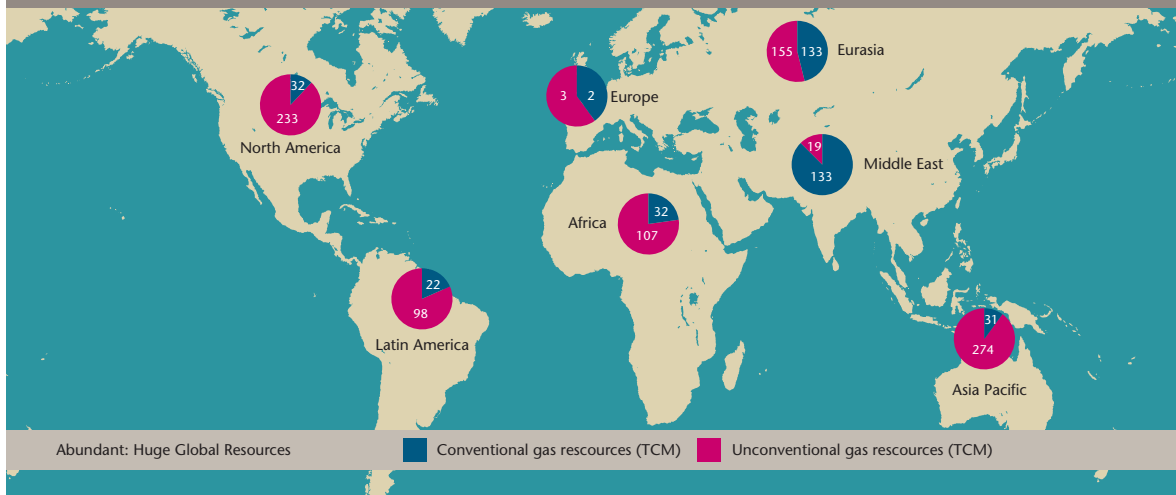 155 133 Eurasia
3 2 Europe
32
233
North America
19
133
Middle East
Africa
32
107
22
98
Latin America
31
274
Asia Pacific
Abundant: Huge Global Resources
Conventional gas rescources (TCM)
Unconventional gas rescources (TCM)